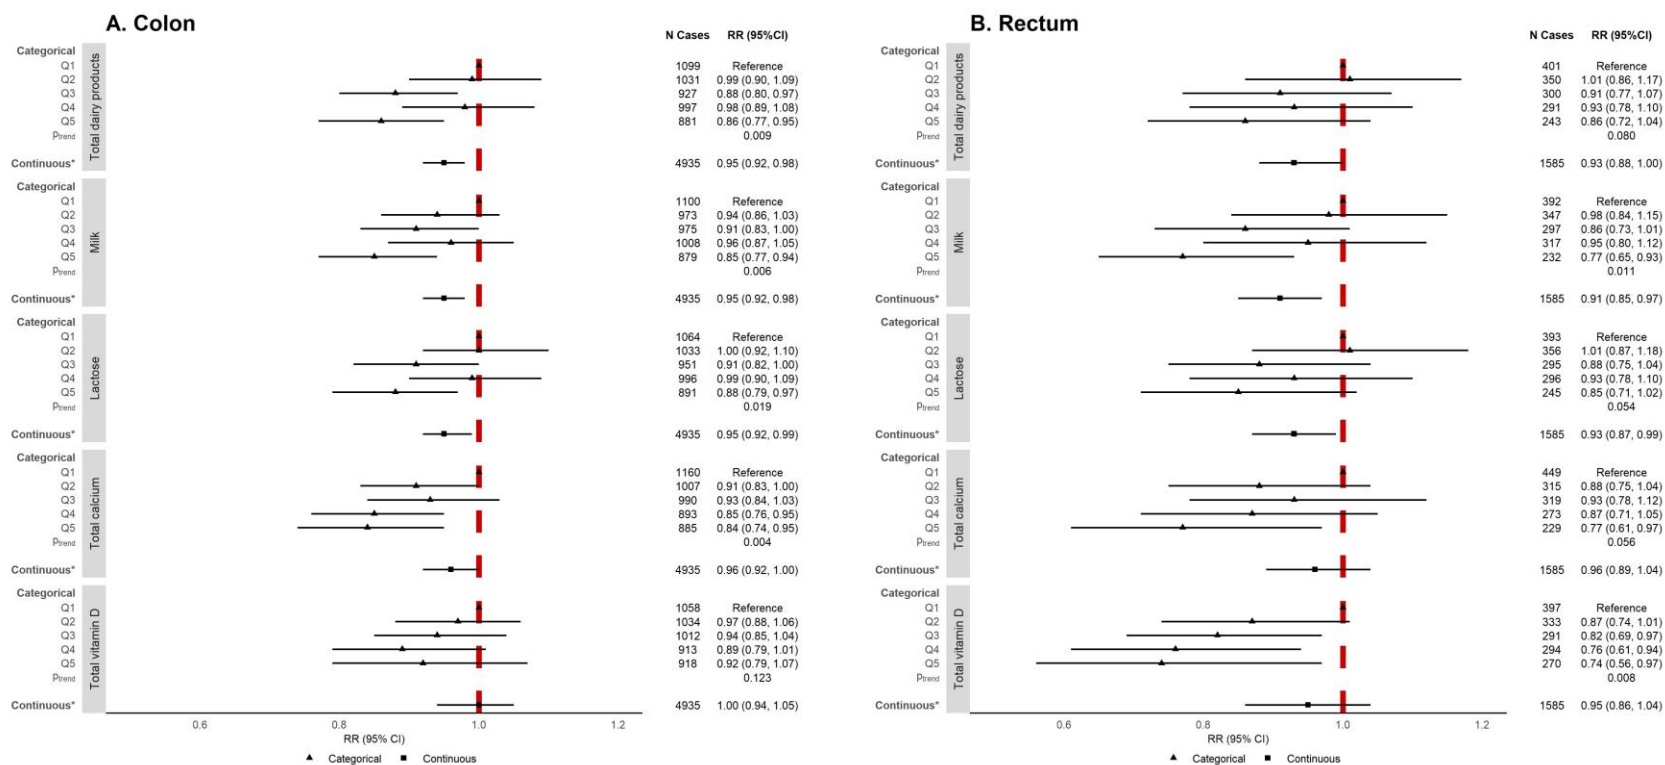 A. Colon
N Cases RR (95%CI)
Total dairy products
Categorical
Q1 1099 Reference
Q2 1031 0.99 (0.90, 1.09)
Q3 927 0.88 (0.80, 0.97)
Q4 997 0.98 (0.89, 1.08)
Q5 881 0.86 (0.77, 0.95)
Ptrend 0.009
Continuous* 4935 0.95 (0.92, 0.98)
Milk
Categorical
Q1 1100 Reference
Q2 973 0.94 (0.86, 1.03)
Q3 975 0.91 (0.83, 1.00)
Q4 1008 0.96 (0.87, 1.05)
Q5 879 0.85 (0.77, 0.94)
Ptrend 0.006
Continuous* 4935 0.95 (0.92, 0.98)
Lactose
Categorical
Q1 1064 Reference
Q2 1033 1.00 (0.92, 1.10)
Q3 951 0.91 (0.82, 1.00)
Q4 996 0.99 (0.90, 1.09)
Q5 891 0.88 (0.79, 0.97)
Ptrend 0.019
Continuous* 4935 0.95 (0.92, 0.99)
Total calcium
Categorical
Q1 1160 Reference
Q2 1007 0.91 (0.83, 1.00)
Q3 990 0.93 (0.84, 1.03)
Q4 893 0.85 (0.76, 0.95)
Q5 885 0.84 (0.74, 0.95)
Ptrend 0.004
Continuous* 4935 0.96 (0.92, 1.00)
Total vitamin D
Categorical
Q1 1058 Reference
Q2 1034 0.97 (0.88, 1.06)
Q3 1012 0.94 (0.85, 1.04)
Q4 913 0.89 (0.79, 1.01)
Q5 918 0.92 (0.79, 1.07)
Ptrend 0.123
Continuous* 4935 1.00 (0.94, 1.05)
0.6 0.8 1.0 1.2
RR (95% CI)
Categorical Continuous
B. Rectum
N Cases RR (95%CI)
Total dairy products
Categorical
Q1 401 Reference
Q2 350 1.01 (0.86, 1.17)
Q3 300 0.91 (0.77, 1.07)
Q4 291 0.93 (0.78, 1.10)
Q5 243 0.86 (0.72, 1.04)
Ptrend 0.080
Continuous* 1585 0.93 (0.88, 1.00)
Milk
Categorical
Q1 392 Reference
Q2 347 0.98 (0.84, 1.15)
Q3 297 0.86 (0.73, 1.01)
Q4 317 0.95 (0.80, 1.12)
Q5 232 0.77 (0.65, 0.93)
Ptrend 0.011
Continuous* 1585 0.91 (0.85, 0.97)
Lactose
Categorical
Q1 393 Reference
Q2 356 1.01 (0.87, 1.18)
Q3 295 0.88 (0.75, 1.04)
Q4 296 0.93 (0.78, 1.10)
Q5 245 0.85 (0.71, 1.02)
Ptrend 0.054
Continuous* 1585 0.93 (0.87, 0.99)
Total calcium
Categorical
Q1 449 Reference
Q2 315 0.88 (0.75, 1.04)
Q3 319 0.93 (0.78, 1.12)
Q4 273 0.87 (0.71, 1.05)
Q5 229 0.77 (0.61, 0.97)
Ptrend 0.056
Continuous* 1585 0.96 (0.89, 1.04)
Total vitamin D
Categorical
Q1 397 Reference
Q2 333 0.87 (0.74, 1.01)
Q3 291 0.82 (0.69, 0.97)
Q4 294 0.76 (0.61, 0.94)
Q5 270 0.74 (0.56, 0.97)
Ptrend 0.008
Continuous* 1585 0.95 (0.86, 1.04)
0.6 0.8 1.0 1.2
RR (95% CI)
Categorical Continuous